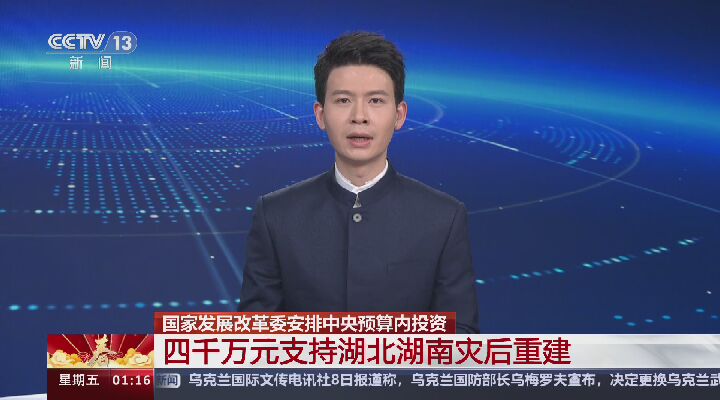 CCTV 13
新闻
国家发展改革委安排中央预算内投资
四千万元支持湖北湖南灾后重建
春
星期五 01:16 新闻 乌克兰国际文传电讯社8日报道称，乌克兰国防部长乌梅罗夫宣布，决定更换乌克兰武